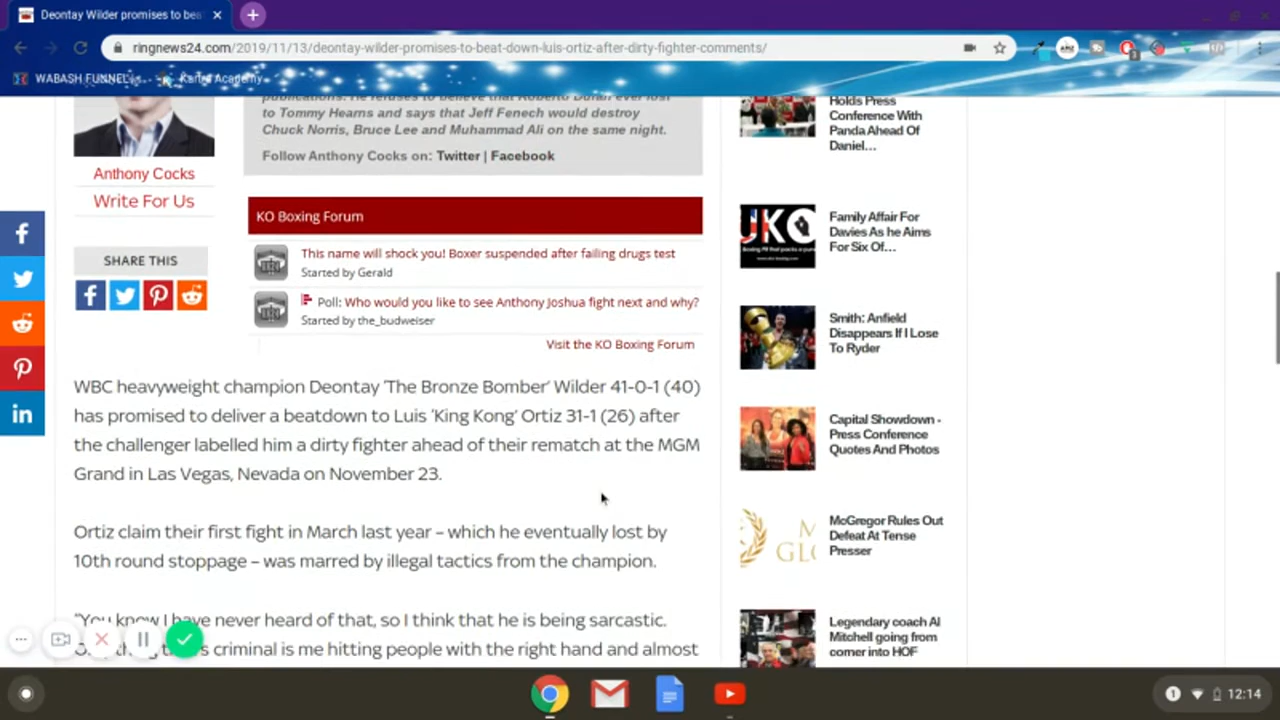 Deontay Wilder promises to bea
ringnews24.com/2019/11/13/deontay-wilder-promises-to-beat-down-luis-ortiz-after-dirty-fighter-comments/
WABASH FUNNEL
Academy
publications. He refuses to believe that Roberto Duran ever lost
to Tommy Hearns and says that Jeff Fenech would destroy
Chuck Norris, Bruce Lee and Muhammad Ali on the same night.
Follow Anthony Cocks on: Twitter | Facebook
Anthony Cocks
Write For Us
SHARE THIS
KO Boxing Forum
This name will shock you! Boxer suspended after failing drugs test
Started by Gerald
Poll: Who would you like to see Anthony Joshua fight next and why?
Started by the_budweiser
Visit the KO Boxing Forum
WBC heavyweight champion Deontay 'The Bronze Bomber' Wilder 41-0-1 (40)
has promised to deliver a beatdown to Luis 'King Kong' Ortiz 31-1 (26) after
the challenger labelled him a dirty fighter ahead of their rematch at the MGM
Grand in Las Vegas, Nevada on November 23.
Ortiz claim their first fight in March last year – which he eventually lost by
10th round stoppage – was marred by illegal tactics from the champion.
"You know I have never heard of that, so I think that he is being sarcastic.
criminal is me hitting people with the right hand and almost
Holds Press
Conference With
Panda Ahead Of
Daniel...
UKO
Family Affair For
Davies As he Aims
For Six Of...
Smith: Anfield
Disappears If I Lose
To Ryder
Capital Showdown -
Press Conference
Quotes And Photos
M
GLO
McGregor Rules Out
Defeat At Tense
Presser
Legendary coach Al
Mitchell going from
corner into HOF
1
12:14